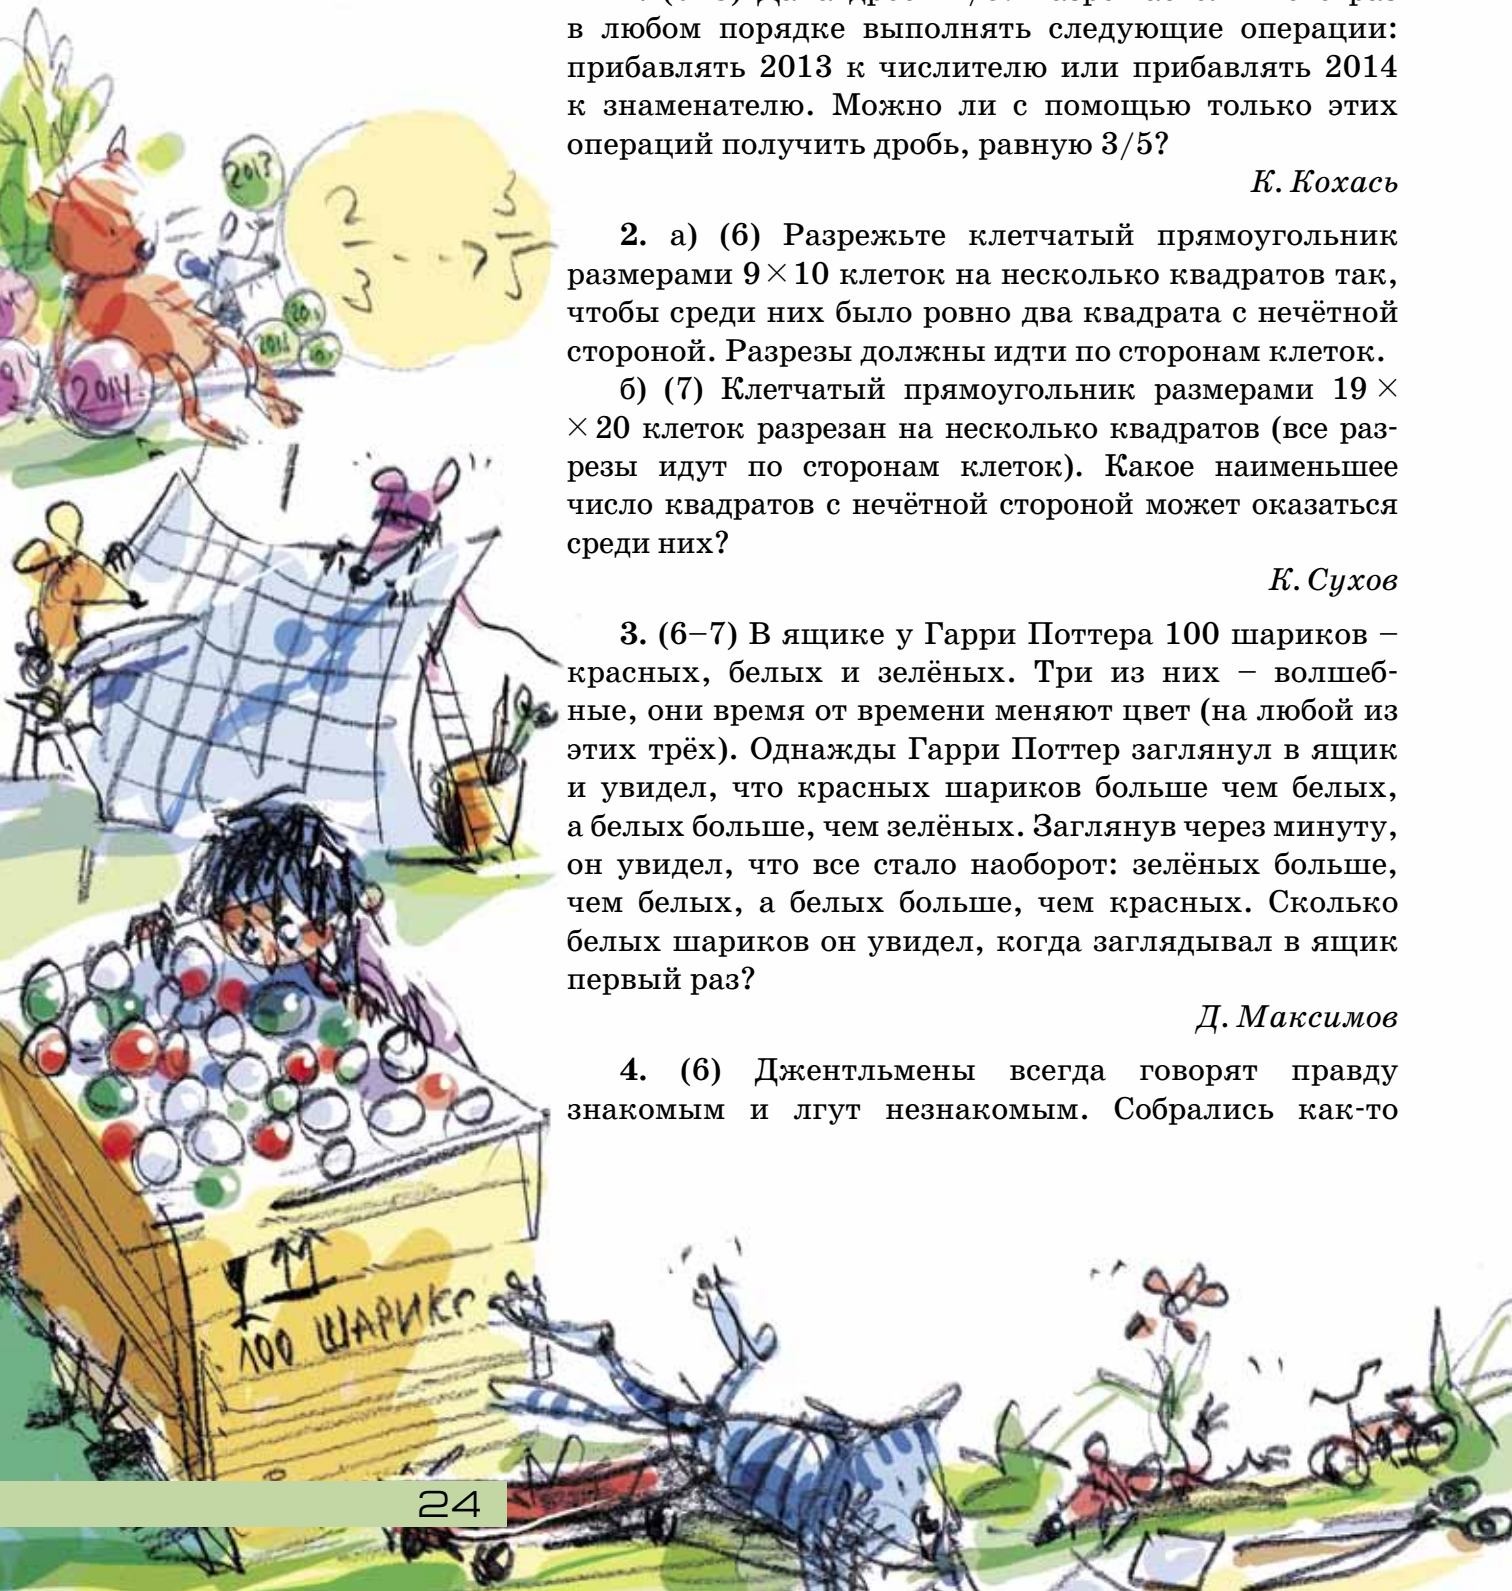 в любом порядке выполнять следующие операции:
прибавлять 2013 к числителю или прибавлять 2014
к знаменателю. Можно ли с помощью только этих
операций получить дробь, равную 3/5?
К. Кохась
2. а) (6) Разрежьте клетчатый прямоугольник
размерами 9 × 10 клеток на несколько квадратов так,
чтобы среди них было ровно два квадрата с нечётной
стороной. Разрезы должны идти по сторонам клеток.
б) (7) Клетчатый прямоугольник размерами 19 ×
× 20 клеток разрезан на несколько квадратов (все раз-
резы идут по сторонам клеток). Какое наименьшее
число квадратов с нечётной стороной может оказаться
среди них?
К. Сухов
3. (6–7) В ящике у Гарри Поттера 100 шариков –
красных, белых и зелёных. Три из них – волшеб-
ные, они время от времени меняют цвет (на любой из
этих трёх). Однажды Гарри Поттер заглянул в ящик
и увидел, что красных шариков больше чем белых,
а белых больше, чем зелёных. Заглянув через минуту,
он увидел, что все стало наоборот: зелёных больше,
чем белых, а белых больше, чем красных. Сколько
белых шариков он увидел, когда заглядывал в ящик
первый раз?
Д. Максимов
4. (6) Джентльмены всегда говорят правду
знакомым и лгут незнакомым. Собрались как-то
2013
2/3 --> 3/5
2014
100 ШАРИКО
24